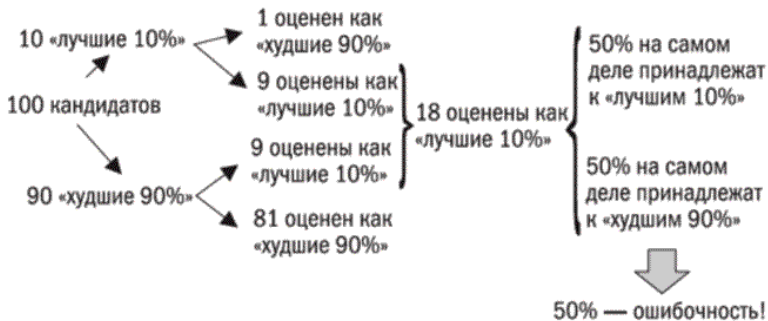 1 оценен как
«худшие 90%»
10 «лучшие 10%»
9 оценены как
«лучшие 10%»
100 кандидатов
9 оценены как
«лучшие 10%»
90 «худшие 90%»
81 оценен как
«худшие 90%»
18 оценены как
«лучшие 10%»
50% на самом
деле принадлежат
к «лучшим 10%»
50% на самом
деле принадлежат
к «худшим 90%»
50% — ошибочность!